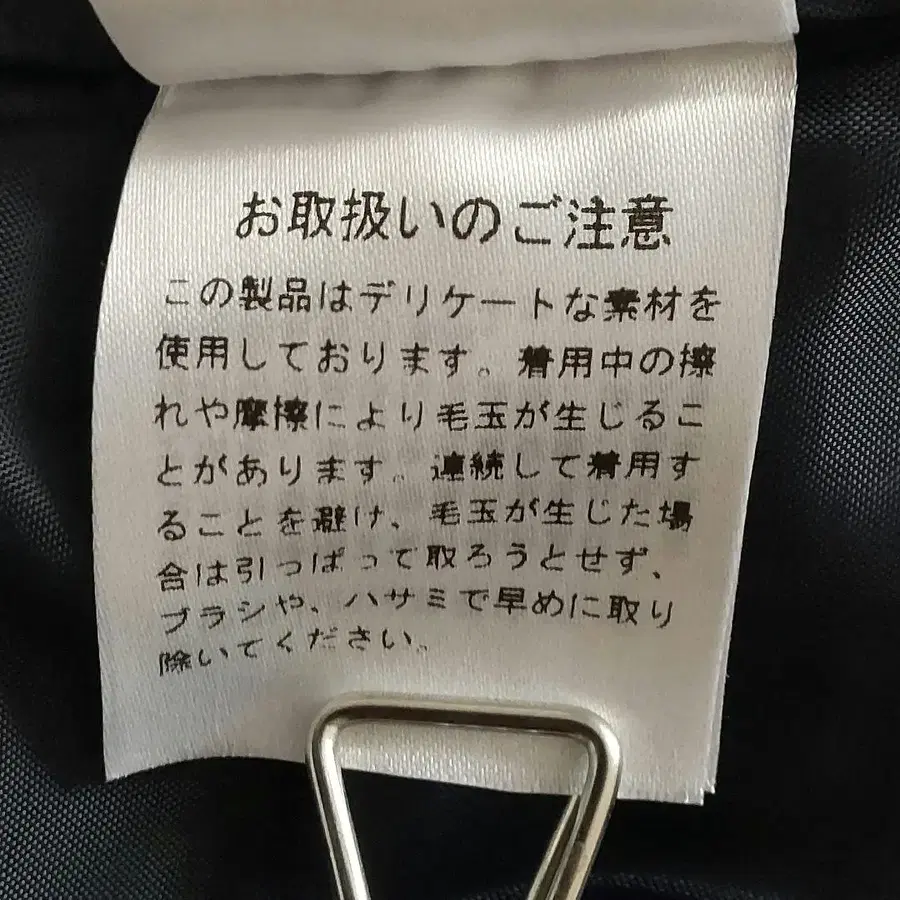 お取扱いのご注意
この製品はデリケートな素材を
使用しております。着用中の擦
れや摩擦により毛玉が生じるこ
とがあります。連続して着用す
ることを避け、毛玉が生じた場
合は引っぱって取ろうとせず、
ブラシや、ハサミで早めに取り
除いてください。